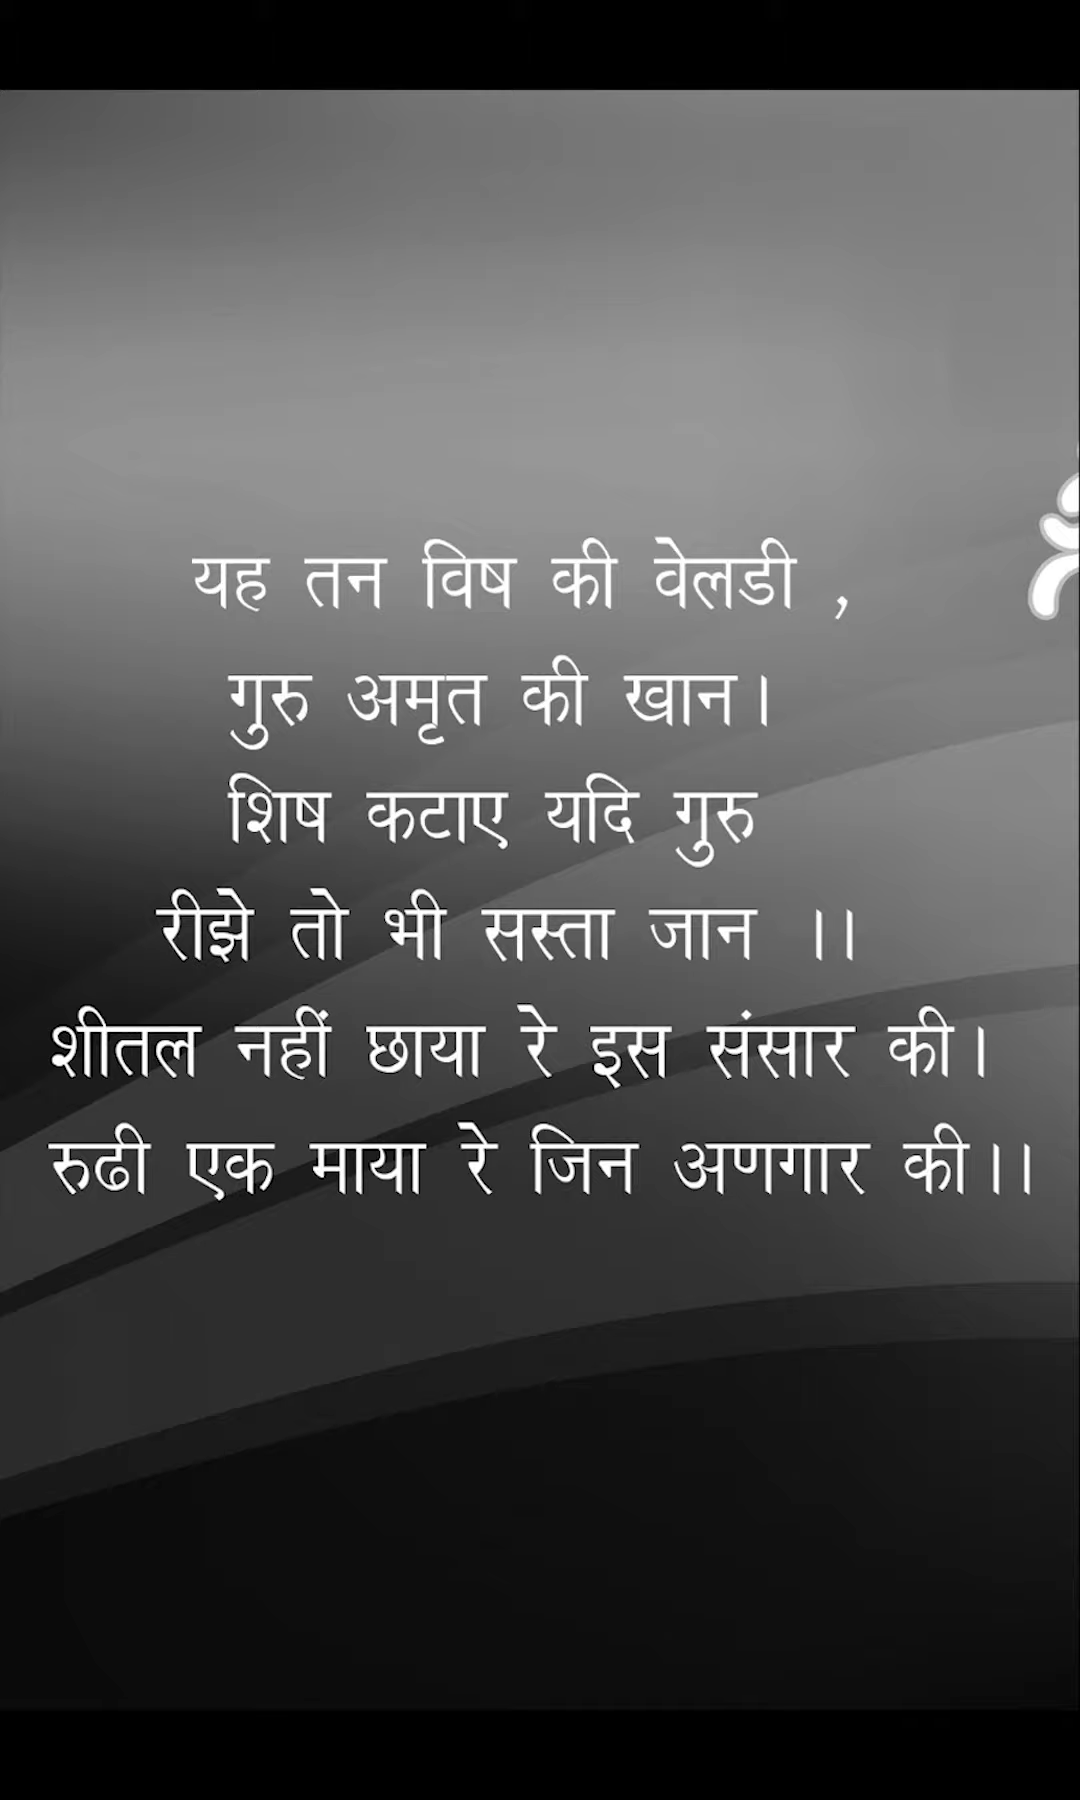 यह तन विष की वेलडी ,
गुरु अमृत की खान।
शिष कटाए यदि गुरु
रीझे तो भी सस्ता जान ।।
शीतल नहीं छाया रे इस संसार की।
रुढी एक माया रे जिन अणगार की।।